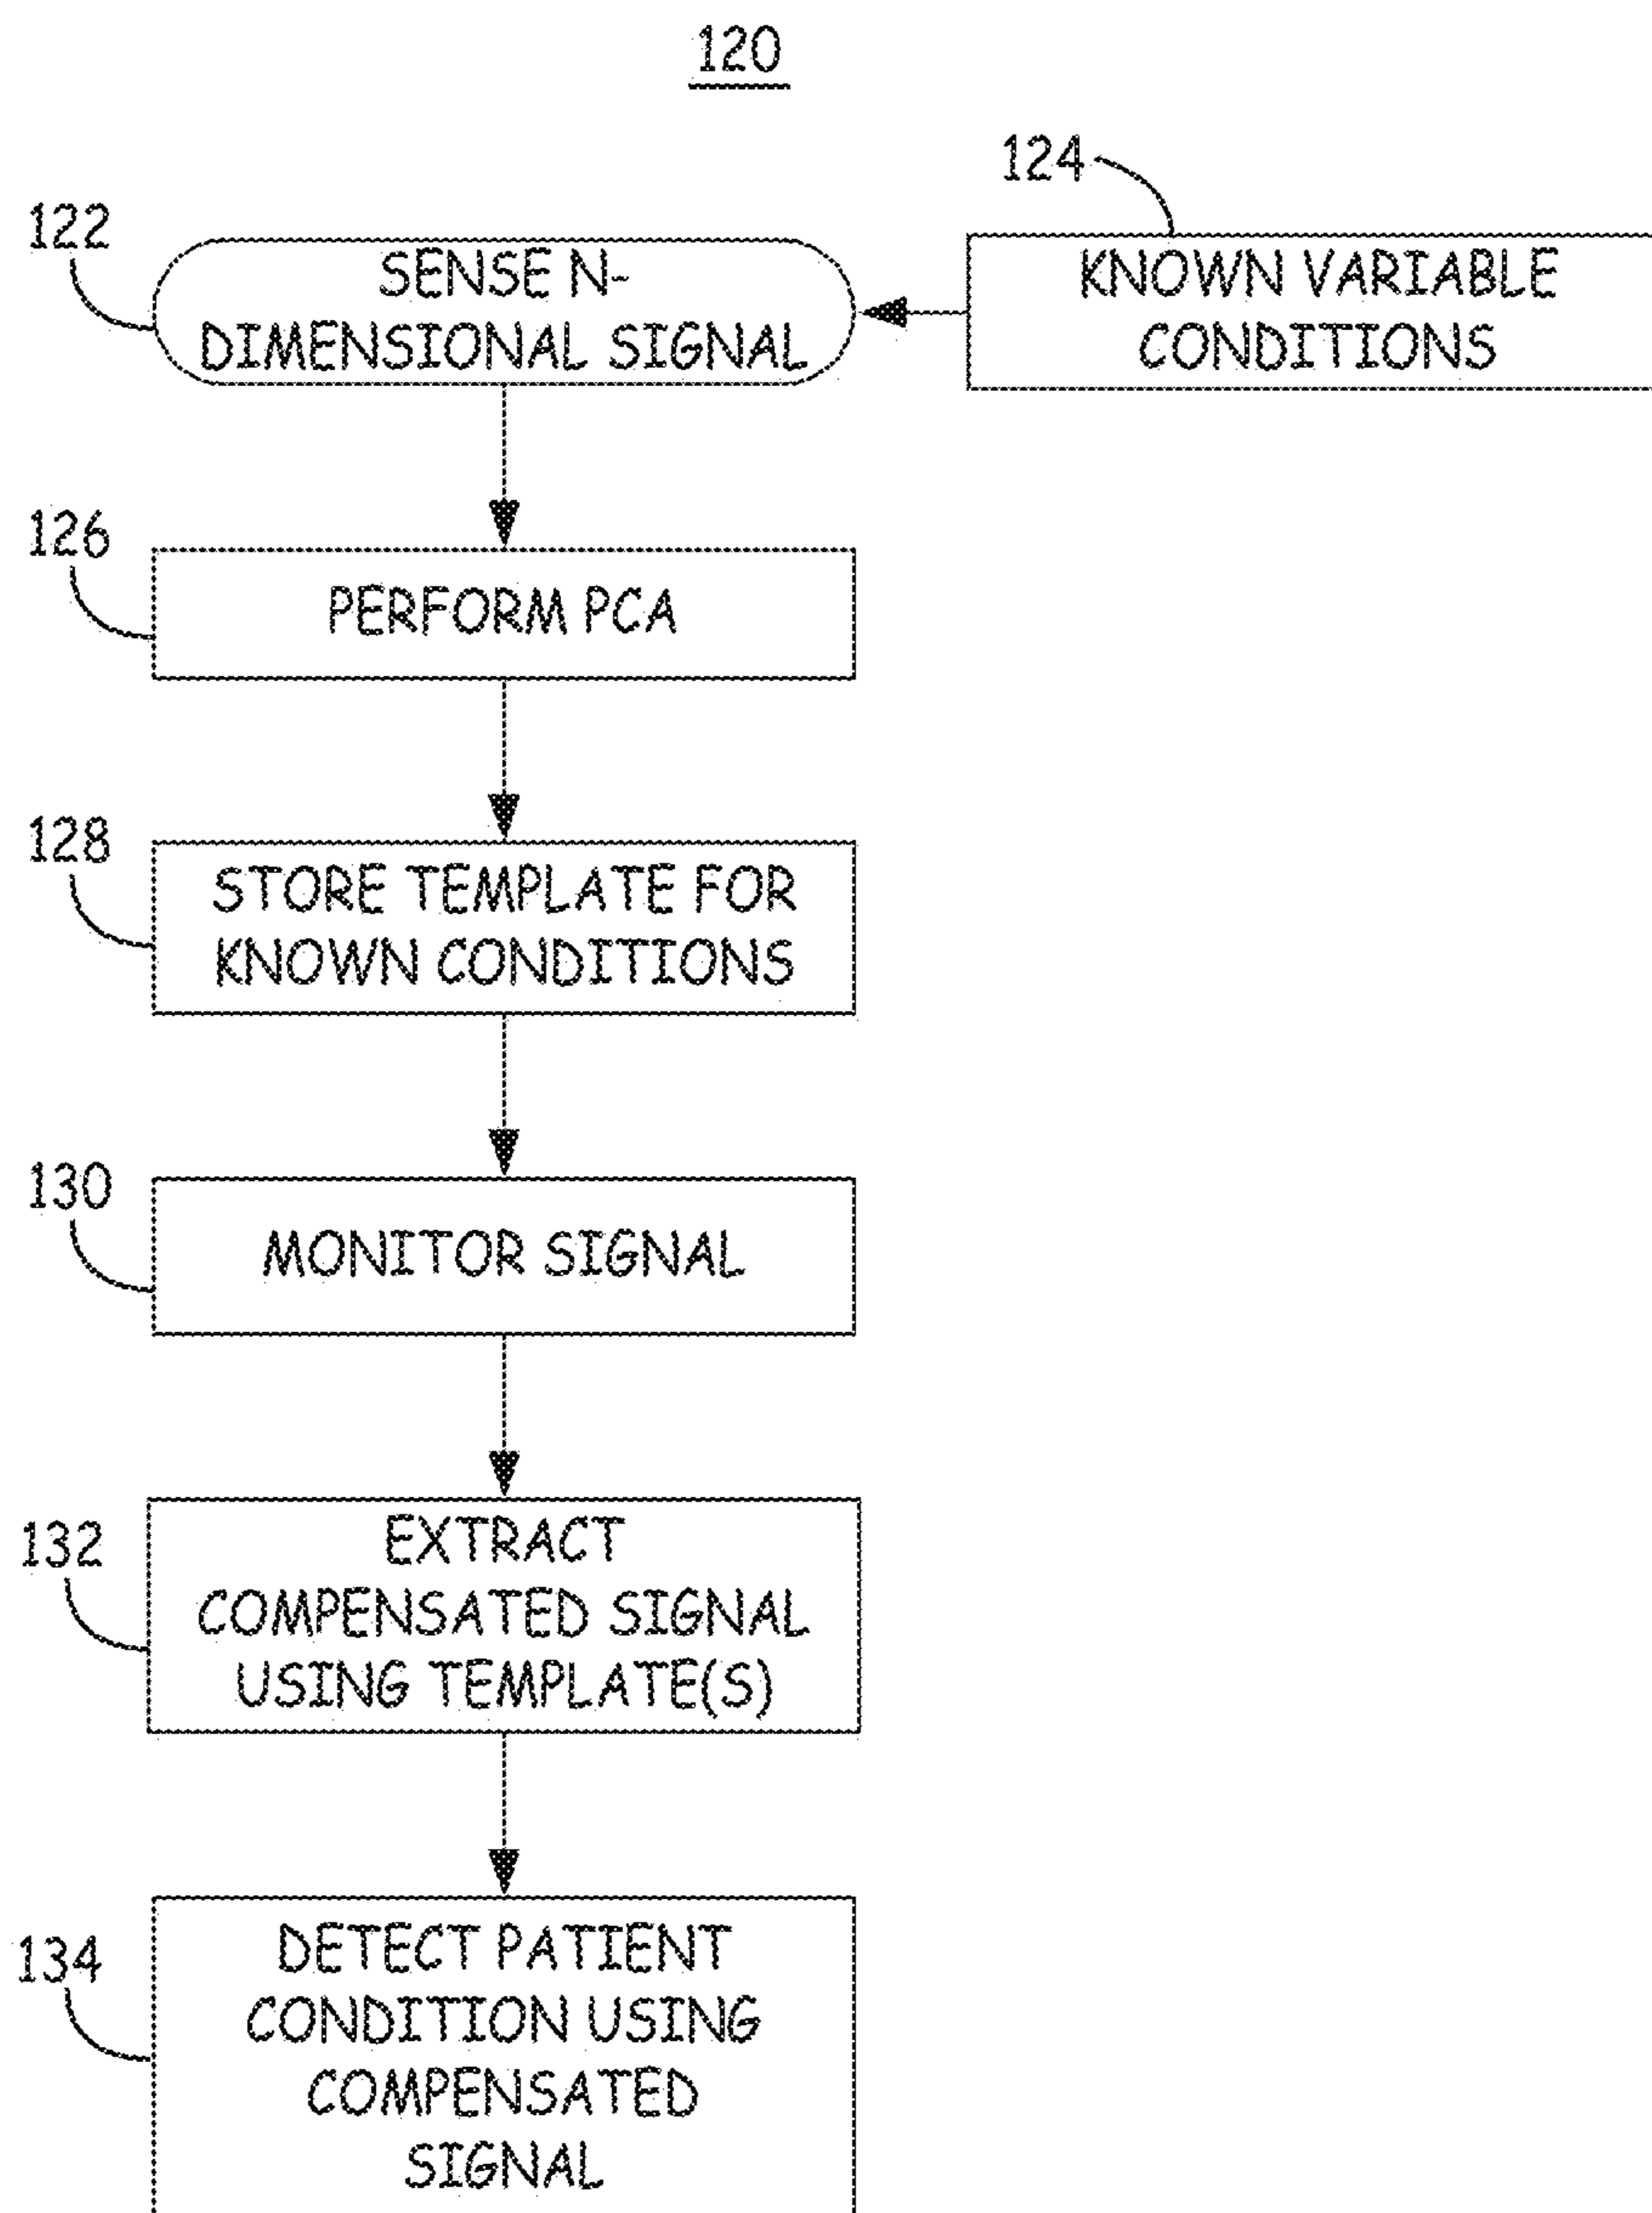 120
124
122
SENSE N-
DIMENSIONAL SIGNAL
KNOWN VARIABLE
CONDITIONS
126
PERFORM PCA
128
STORE TEMPLATE FOR
KNOWN CONDITIONS
130
MONITOR SIGNAL
132
EXTRACT
COMPENSATED SIGNAL
USING TEMPLATE(S)
134
DETECT PATIENT
CONDITION USING
COMPENSATED
SIGNAL